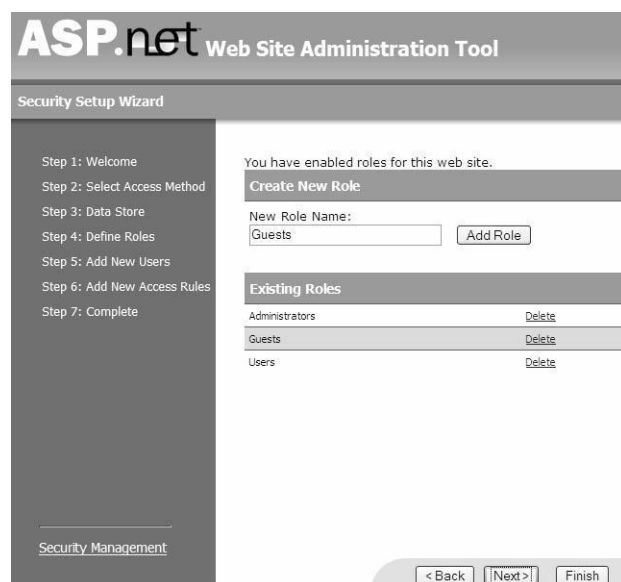 ASP.net Web Site Administration Tool
Security Setup Wizard
Step 1: Welcome
Step 2: Select Access Method
Step 3: Data Store
Step 4: Define Roles
Step 5: Add New Users
Step 6: Add New Access Rules
Step 7: Complete
Security Management
You have enabled roles for this web site.
Create New Role
New Role Name:
Guests Add Role
Existing Roles
Administrators Delete
Guests Delete
Users Delete
< Back Next > Finish